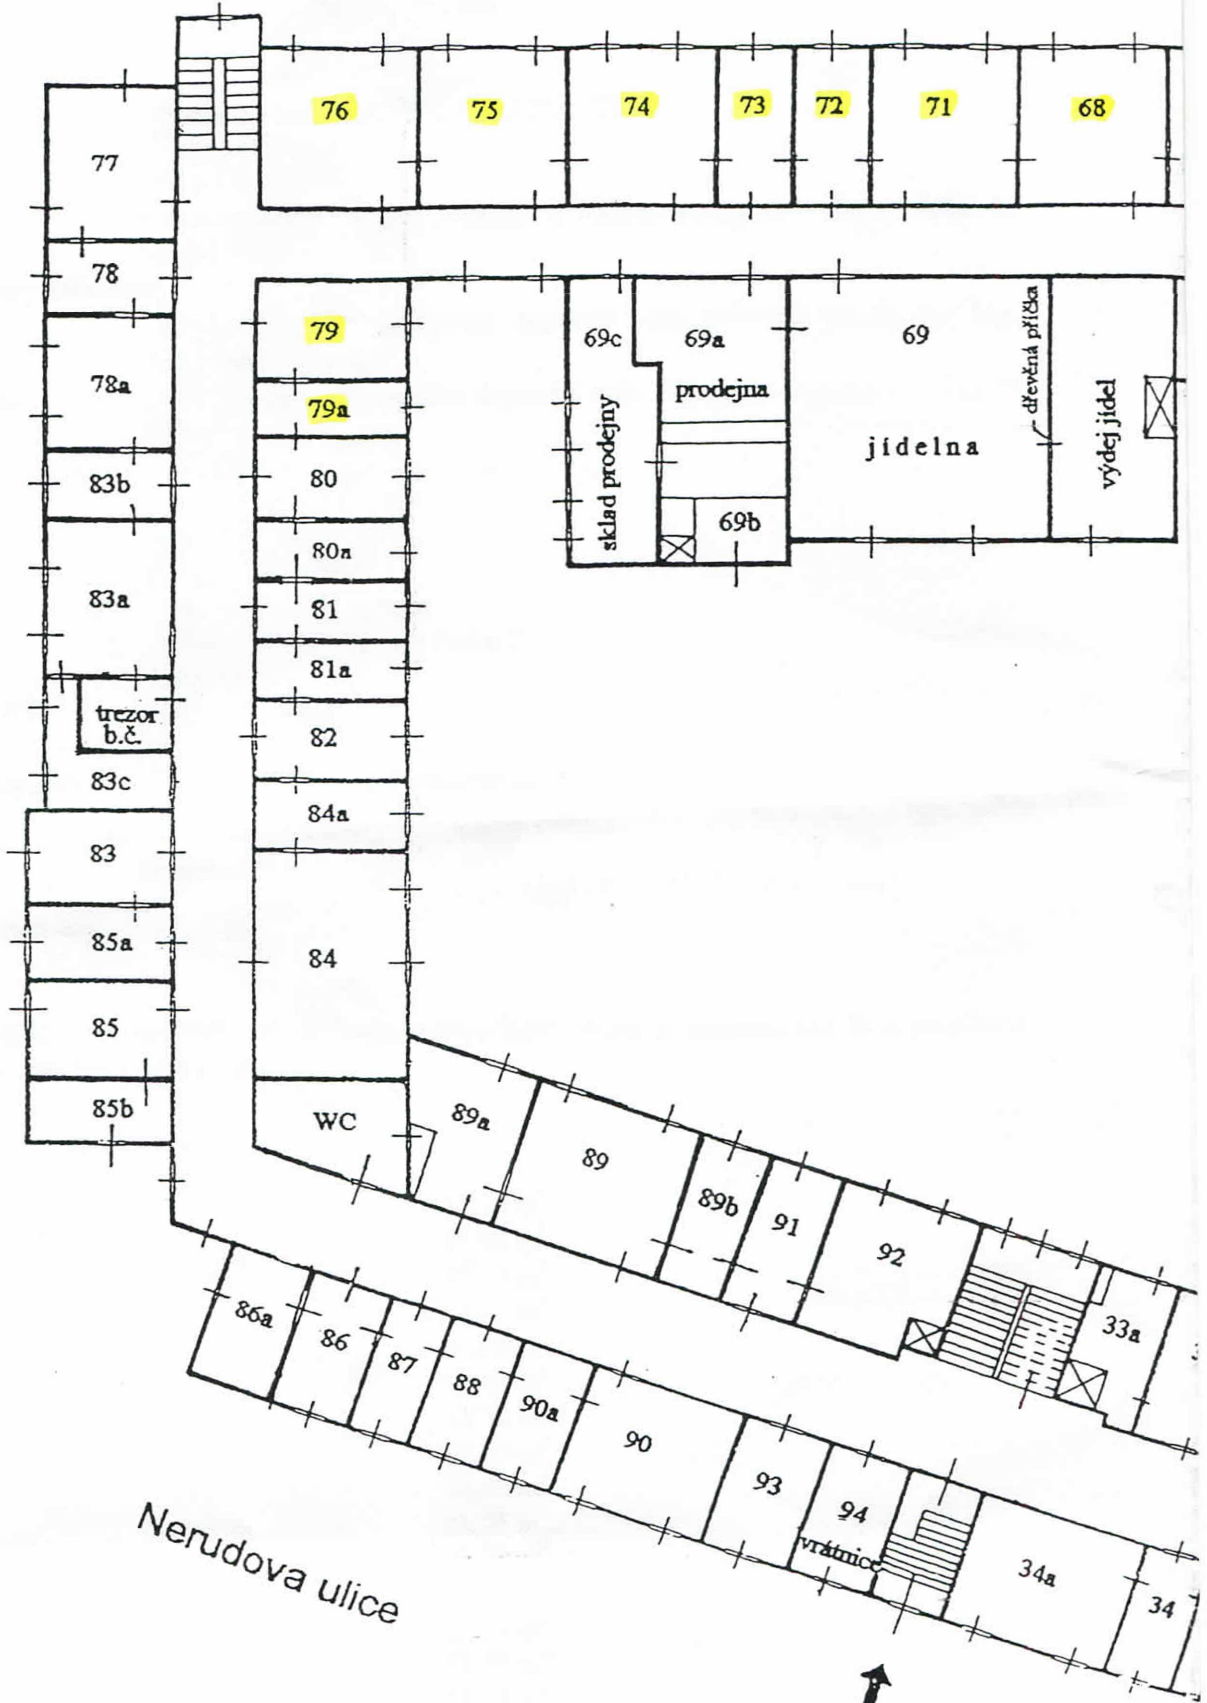 76
75
74
73
72
71
68
77
78
78a
83b
83a
trezor
b.č.
83c
83
85a
85
85b
79
79a
80
80a
81
81a
82
84a
84
WC
69c
sklad prodejny
69a
prodejna
69b
69
jídelna
dřevěná příčka
výdej jídel
89a
89
89b
91
92
33a
86a
86
87
88
90a
90
93
94
vrátnice
34a
34
Nerudova ulice